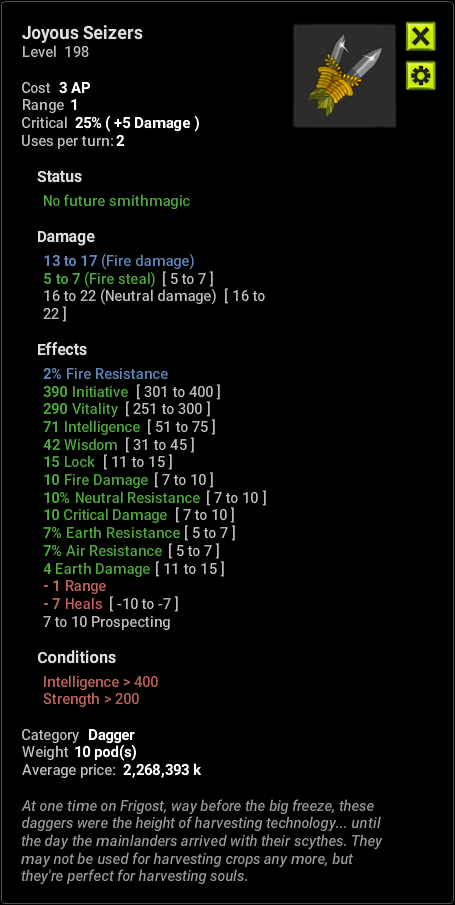 Joyous Seizers
Level 198
Cost 3 AP
Range 1
Critical 25% ( +5 Damage )
Uses per turn: 2
Status
No future smithmagic
Damage
13 to 17 (Fire damage)
5 to 7 (Fire steal) [ 5 to 7 ]
16 to 22 (Neutral damage) [ 16 to
22 ]
Effects
2% Fire Resistance
390 Initiative [ 301 to 400 ]
290 Vitality [ 251 to 300 ]
71 Intelligence [ 51 to 75 ]
42 Wisdom [ 31 to 45 ]
15 Lock [ 11 to 15 ]
10 Fire Damage [ 7 to 10 ]
10% Neutral Resistance [ 7 to 10 ]
10 Critical Damage [ 7 to 10 ]
7% Earth Resistance [ 5 to 7 ]
7% Air Resistance [ 5 to 7 ]
4 Earth Damage [ 11 to 15 ]
- 1 Range
- 7 Heals [ -10 to -7 ]
7 to 10 Prospecting
Conditions
Intelligence > 400
Strength > 200
Category Dagger
Weight 10 pod(s)
Average price: 2,268,393 k
At one time on Frigost, way before the big freeze, these
daggers were the height of harvesting technology... until
the day the mainlanders arrived with their scythes. They
may not be used for harvesting crops any more, but
they're perfect for harvesting souls.